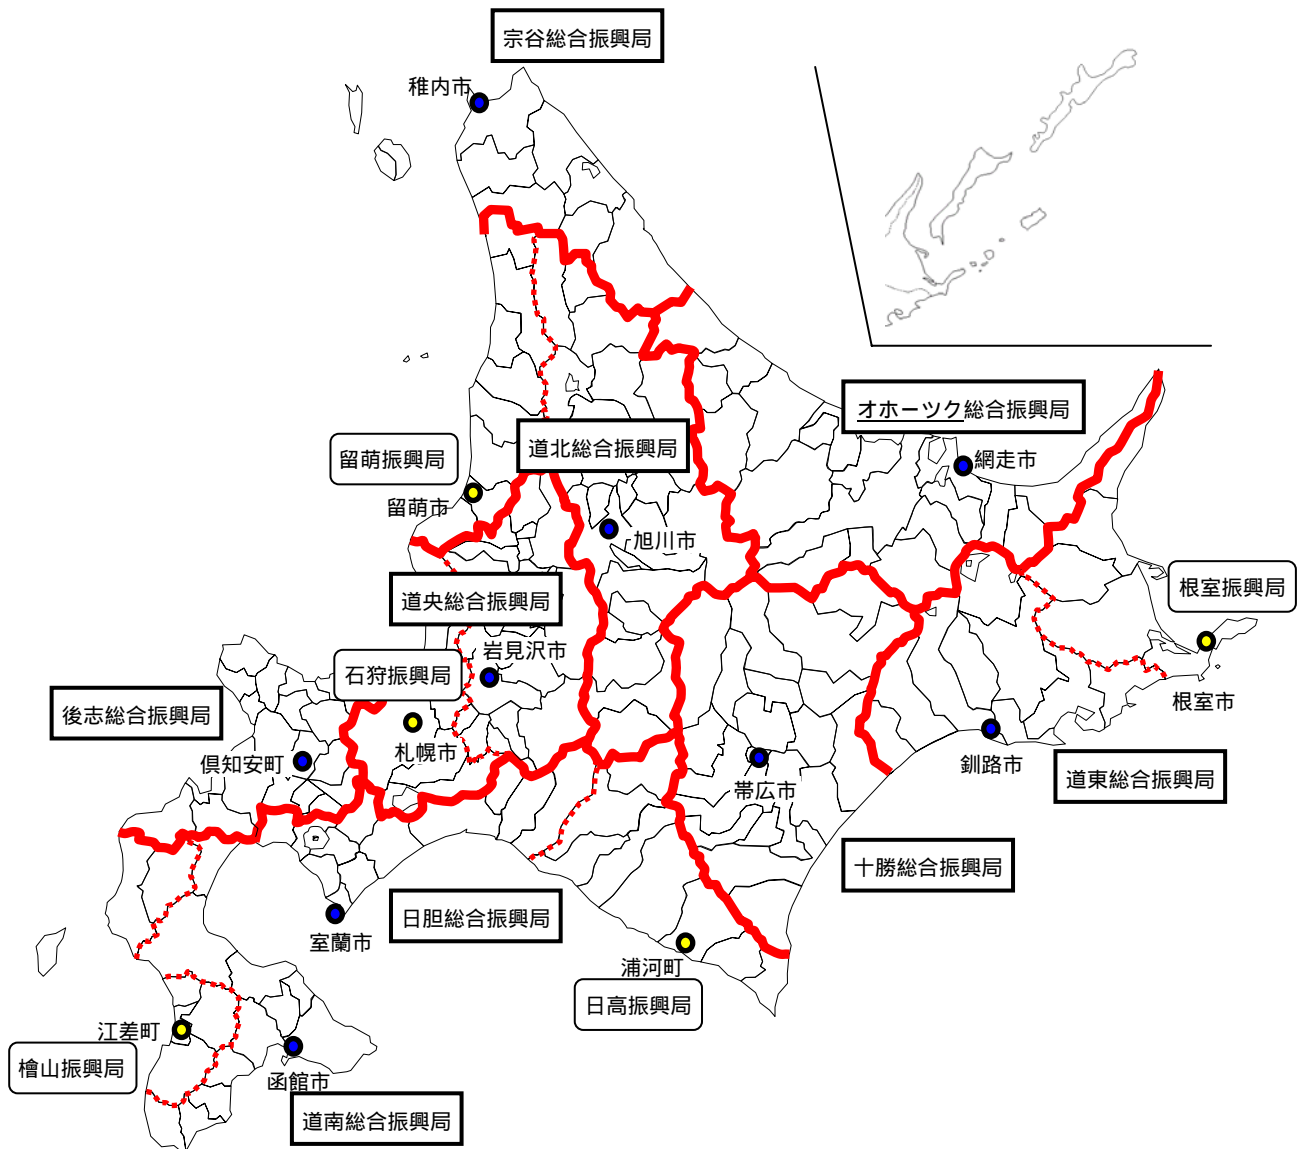 宗谷総合振興局
稚内市
オホーツク総合振興局
留萌振興局
道北総合振興局
網走市
留萌市
旭川市
根室振興局
道央総合振興局
岩見沢市
石狩振興局
根室市
後志総合振興局
札幌市
倶知安町
釧路市
道東総合振興局
帯広市
十勝総合振興局
日胆総合振興局
室蘭市
浦河町
日高振興局
江差町
檜山振興局
函館市
道南総合振興局